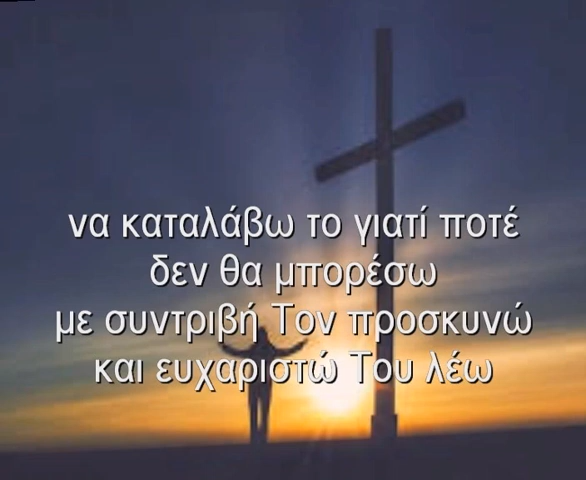 να καταλάβω το γιατί ποτέ
δεν θα μπορέσω
με συντριβή Τον προσκυνώ
και ευχαριστώ Του λέω